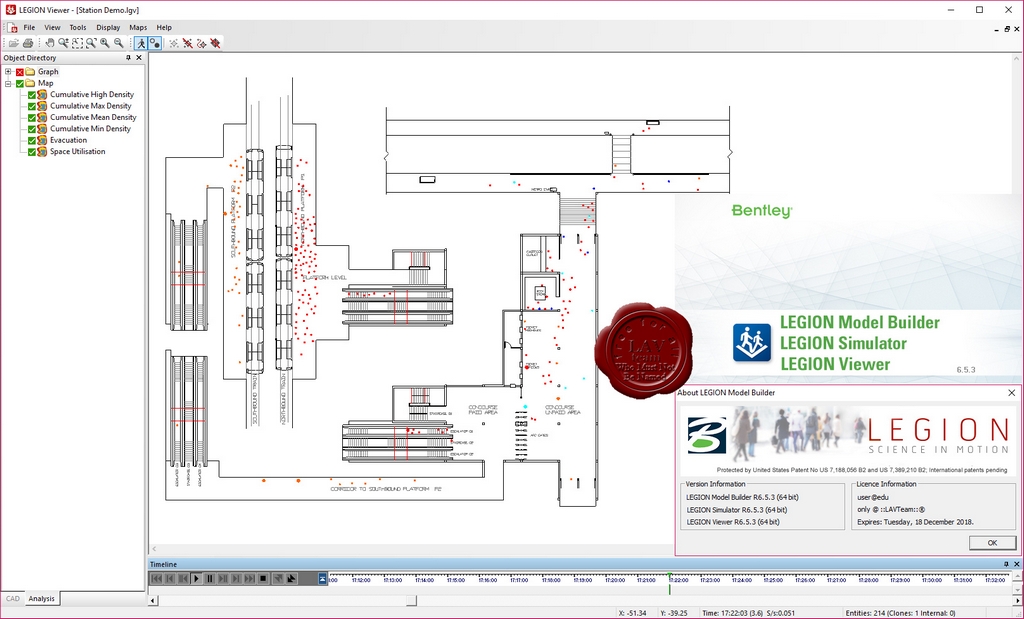 LEGION Viewer - [Station Demo.lgv]
File View Tools Display Maps Help
Object Directory
Graph
Map
Cumulative High Density
Cumulative Max Density
Cumulative Mean Density
Cumulative Min Density
Evacuation
Space Utilisation
CAD Analysis
PLATFORM LEVEL
CONCOURSE
PAID AREA
CONCOURSE
UNPAID AREA
CORRIDOR TO SOUTHBOUND PLATFORM P2
Bentley
LEGION Model Builder
LEGION Simulator
LEGION Viewer
6.5.3
LAV
Who Must Not
Be Named
About LEGION Model Builder
LEGION
SCIENCE IN MOTION
Protected by United States Patent No US 7,188,056 B2 and US 7,389,210 B2; International patents pending
Version Information
LEGION Model Builder R6.5.3 (64 bit)
LEGION Simulator R6.5.3 (64 bit)
LEGION Viewer R6.5.3 (64 bit)
Licence Information
user@edu
only @ ::LAVTeam::®
Expires: Tuesday, 18 December 2018.
OK
Timeline
17:12:00 17:13:00 17:14:00 17:15:00 17:16:00 17:17:00 17:18:00 17:19:00 17:20:00 17:21:00 17:22:00 17:23:00 17:24:00 17:25:00 17:26:00 17:27:00 17:28:00 17:29:00 17:30:00 17:31:00 17:32:00
X: -51.34 Y: -39.25 Time: 17:22:03 (3.6) S/s:0.051 Entities: 214 (Clones: 1 Internal: 0)